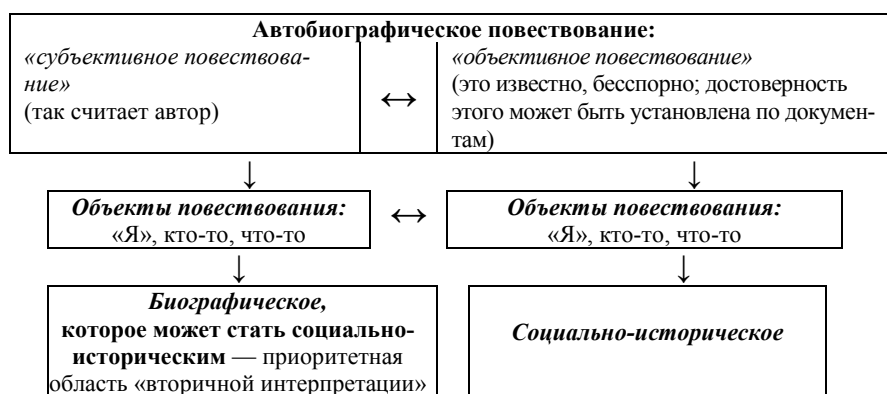 Автобиографическое повествование:
«субъективное повествова-
ние»
(так считает автор)
↔
«объективное повествование»
(это известно, бесспорно; достоверность
этого может быть установлена по докумен-
там)
Объекты повествования:
«Я», кто-то, что-то
↔
Объекты повествования:
«Я», кто-то, что-то
Биографическое,
которое может стать социально-
историческим — приоритетная
область «вторичной интерпретации»
Социально-историческое